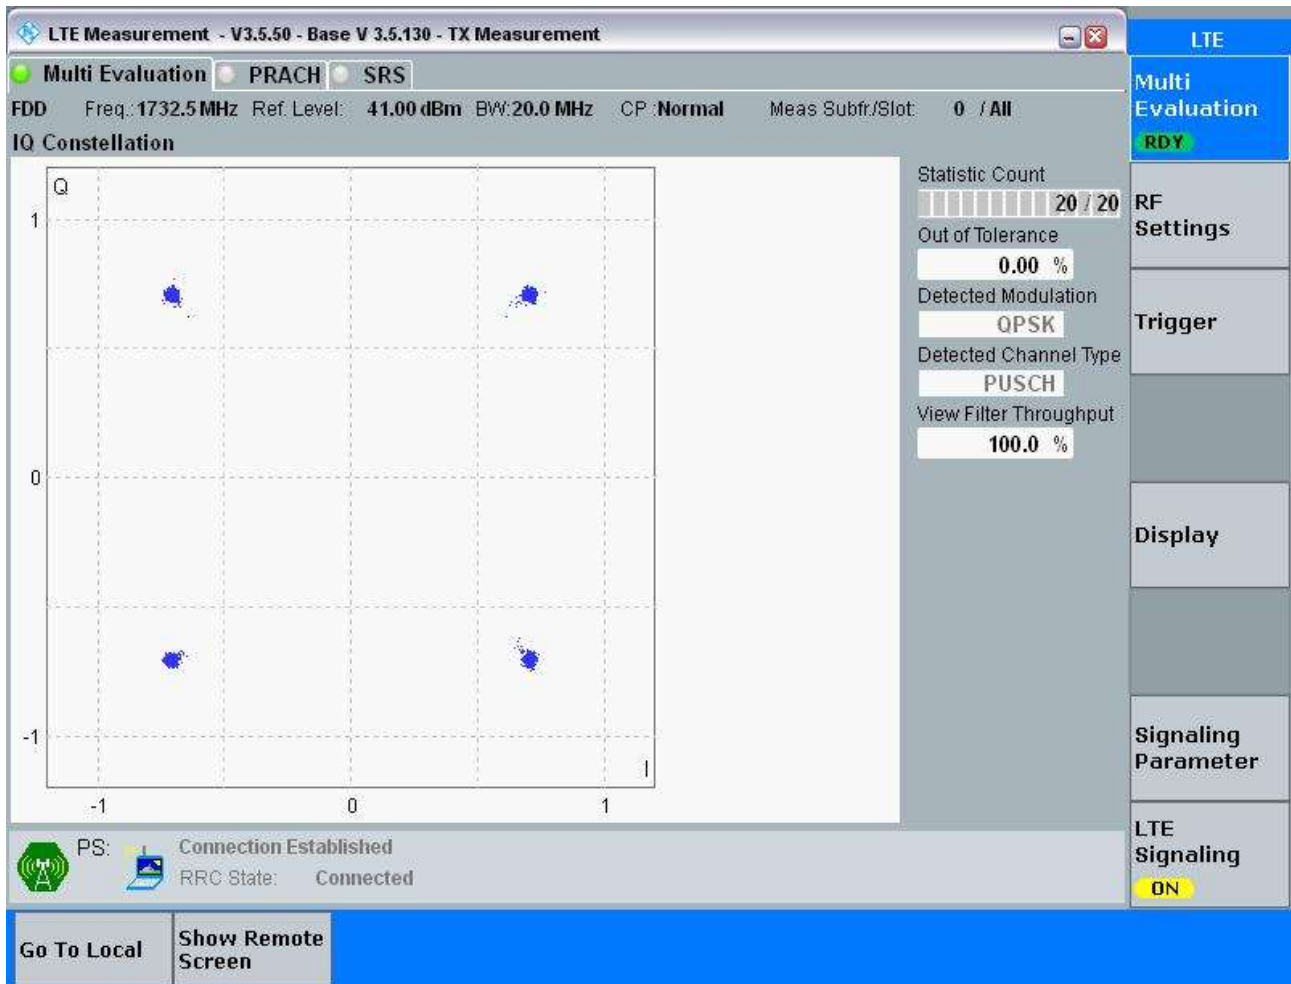 LTE Measurement - V3.5.50 - Base V 3.5.130 - TX Measurement
LTE
Multi Evaluation PRACH SRS
FDD Freq.:1732.5 MHz Ref. Level: 41.00 dBm BW:20.0 MHz CP :Normal Meas Subfr./Slot: 0 / All
IQ Constellation
Q
1
0
-1
I
-1 0 1
Statistic Count
20 / 20
Out of Tolerance
0.00 %
Detected Modulation
QPSK
Detected Channel Type
PUSCH
View Filter Throughput
100.0 %
Multi
Evaluation
RDY
RF
Settings
Trigger
Display
Signaling
Parameter
LTE
Signaling
ON
PS: Connection Established
RRC State: Connected
Go To Local
Show Remote
Screen